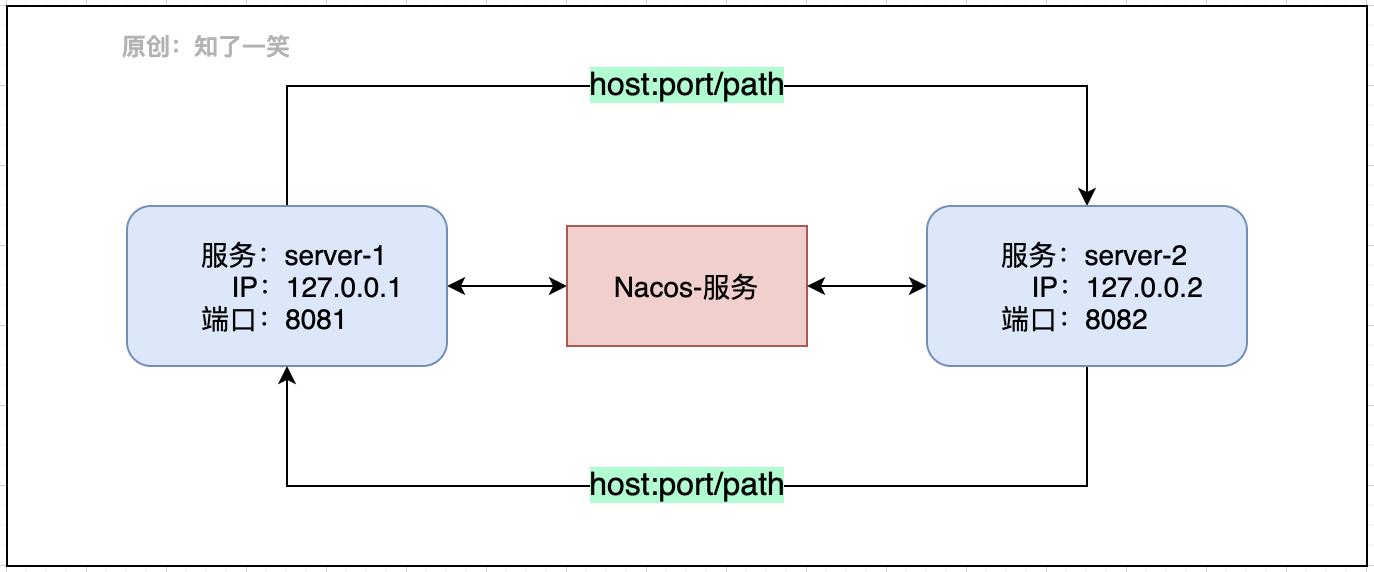 原创：知了一笑
host:port/path
服务：server-1
IP：127.0.0.1
端口：8081
Nacos-服务
服务：server-2
IP：127.0.0.2
端口：8082
host:port/path